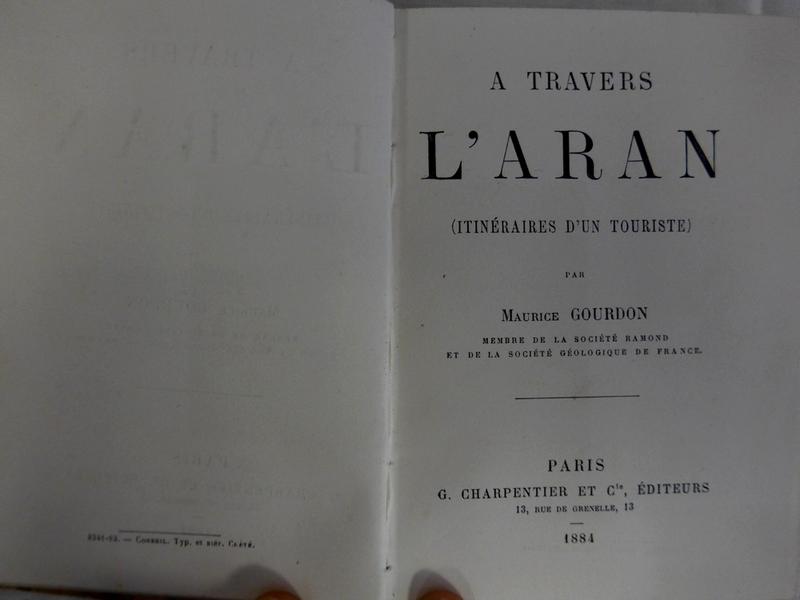 — Corbeil. Typ. et stér. Crété.
A TRAVERS
L'ARAN
(ITINÉRAIRES D'UN TOURISTE)
PAR
Maurice GOURDON
MEMBRE DE LA SOCIÉTÉ RAMOND
ET DE LA SOCIÉTÉ GÉOLOGIQUE DE FRANCE.
PARIS
G. CHARPENTIER ET Cie, ÉDITEURS
13, RUE DE GRENELLE, 13
1884